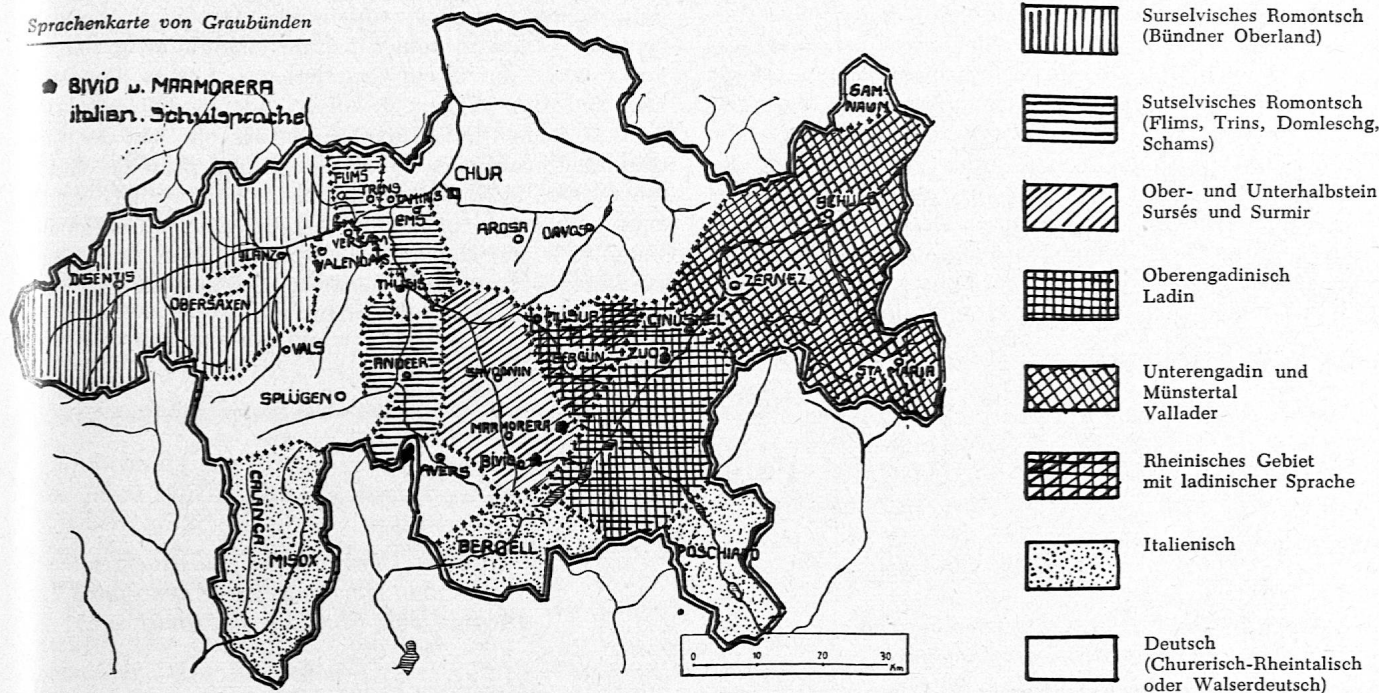 Sprachenkarte von Graubünden
BIVIO u. MARMORERA
italien. Schulsprache
FLIMS
TRINS
TAMINS
EMS
CHUR
VERSAM
VALENDAS
ILANZ
DISENTIS
OBERSAXEN
VALS
THUSIS
ANDEER
SPLÜGEN
AROSA
DAVOS
SAM-
NAUN
SCHULS
ZERNEZ
STA MARIA
FILISUR
CINUSKEL
BERGÜN
ZUOZ
SAVOGNIN
MARMORERA
BIVIO
AVERS
CALANCA
MISOX
BERGELL
POSCHIAVO
0 10 20 30
Km
Surselvisches Romontsch
(Bündner Oberland)
Sutselvisches Romontsch
(Flims, Trins, Domleschg,
Schams)
Ober- und Unterhalbstein
Sursés und Surmir
Oberengadinisch
Ladin
Unterengadin und
Münstertal
Vallader
Rheinisches Gebiet
mit ladinischer Sprache
Italienisch
Deutsch
(Churerisch-Rheintalisch
oder Walserdeutsch)